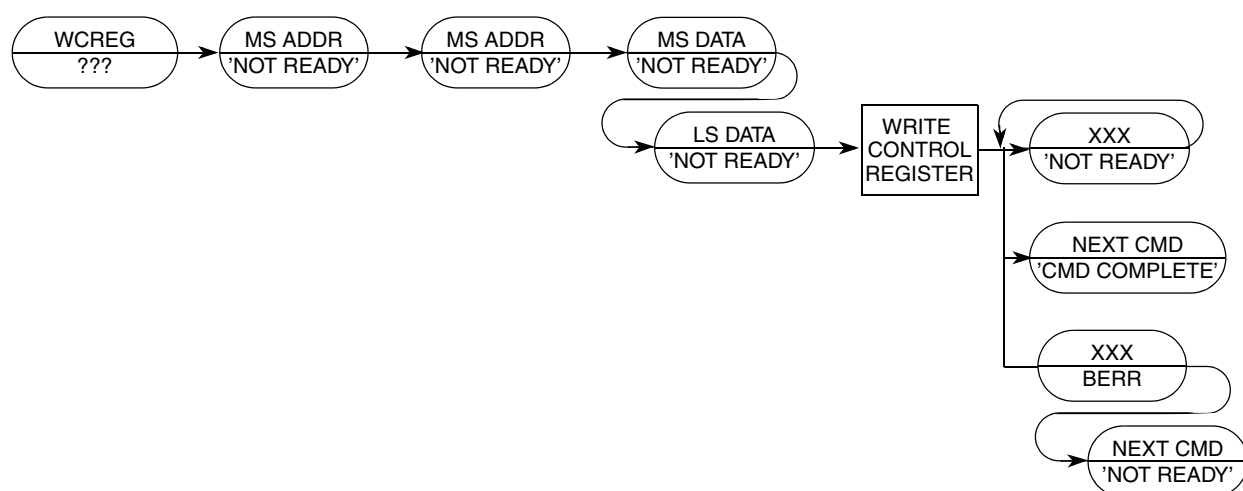 WCREG
???
MS ADDR
'NOT READY'
MS ADDR
'NOT READY'
MS DATA
'NOT READY'
LS DATA
'NOT READY'
WRITE
CONTROL
REGISTER
XXX
'NOT READY'
NEXT CMD
'CMD COMPLETE'
XXX
BERR
NEXT CMD
'NOT READY'